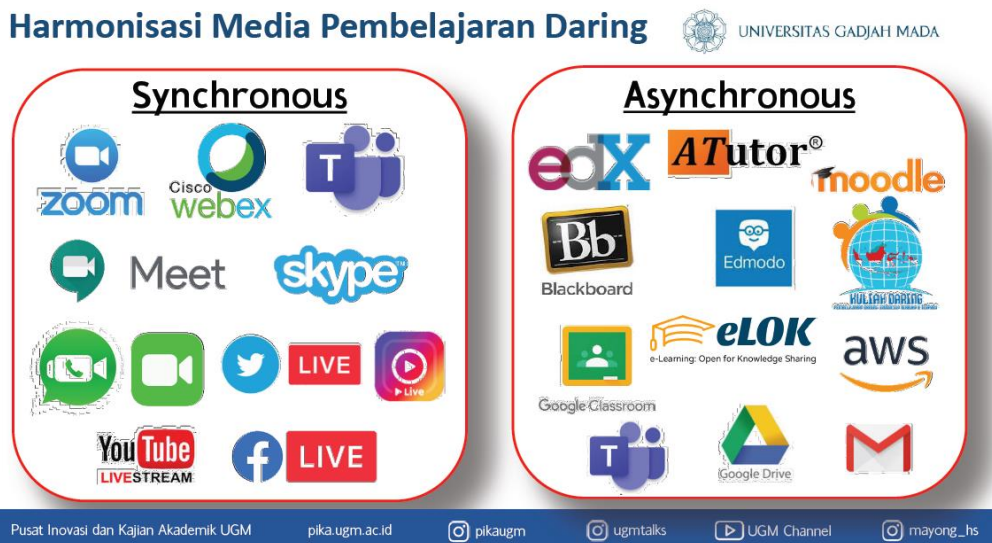 Harmonisasi Media Pembelajaran Daring
UNIVERSITAS GADJAH MADA
Synchronous
zoom
Cisco
webex
T
Meet
skype
LIVE
Live
YouTube
LIVESTREAM
LIVE
Asynchronous
edX
ATutor®
moodle
Bb
Blackboard
Edmodo
KULIAH DARING
Google Classroom
eLOK
e-Learning: Open for Knowledge Sharing
aws
T
Google Drive
Pusat Inovasi dan Kajian Akademik UGM
pika.ugm.ac.id
pikaugm
ugmtalks
UGM Channel
mayong_hs